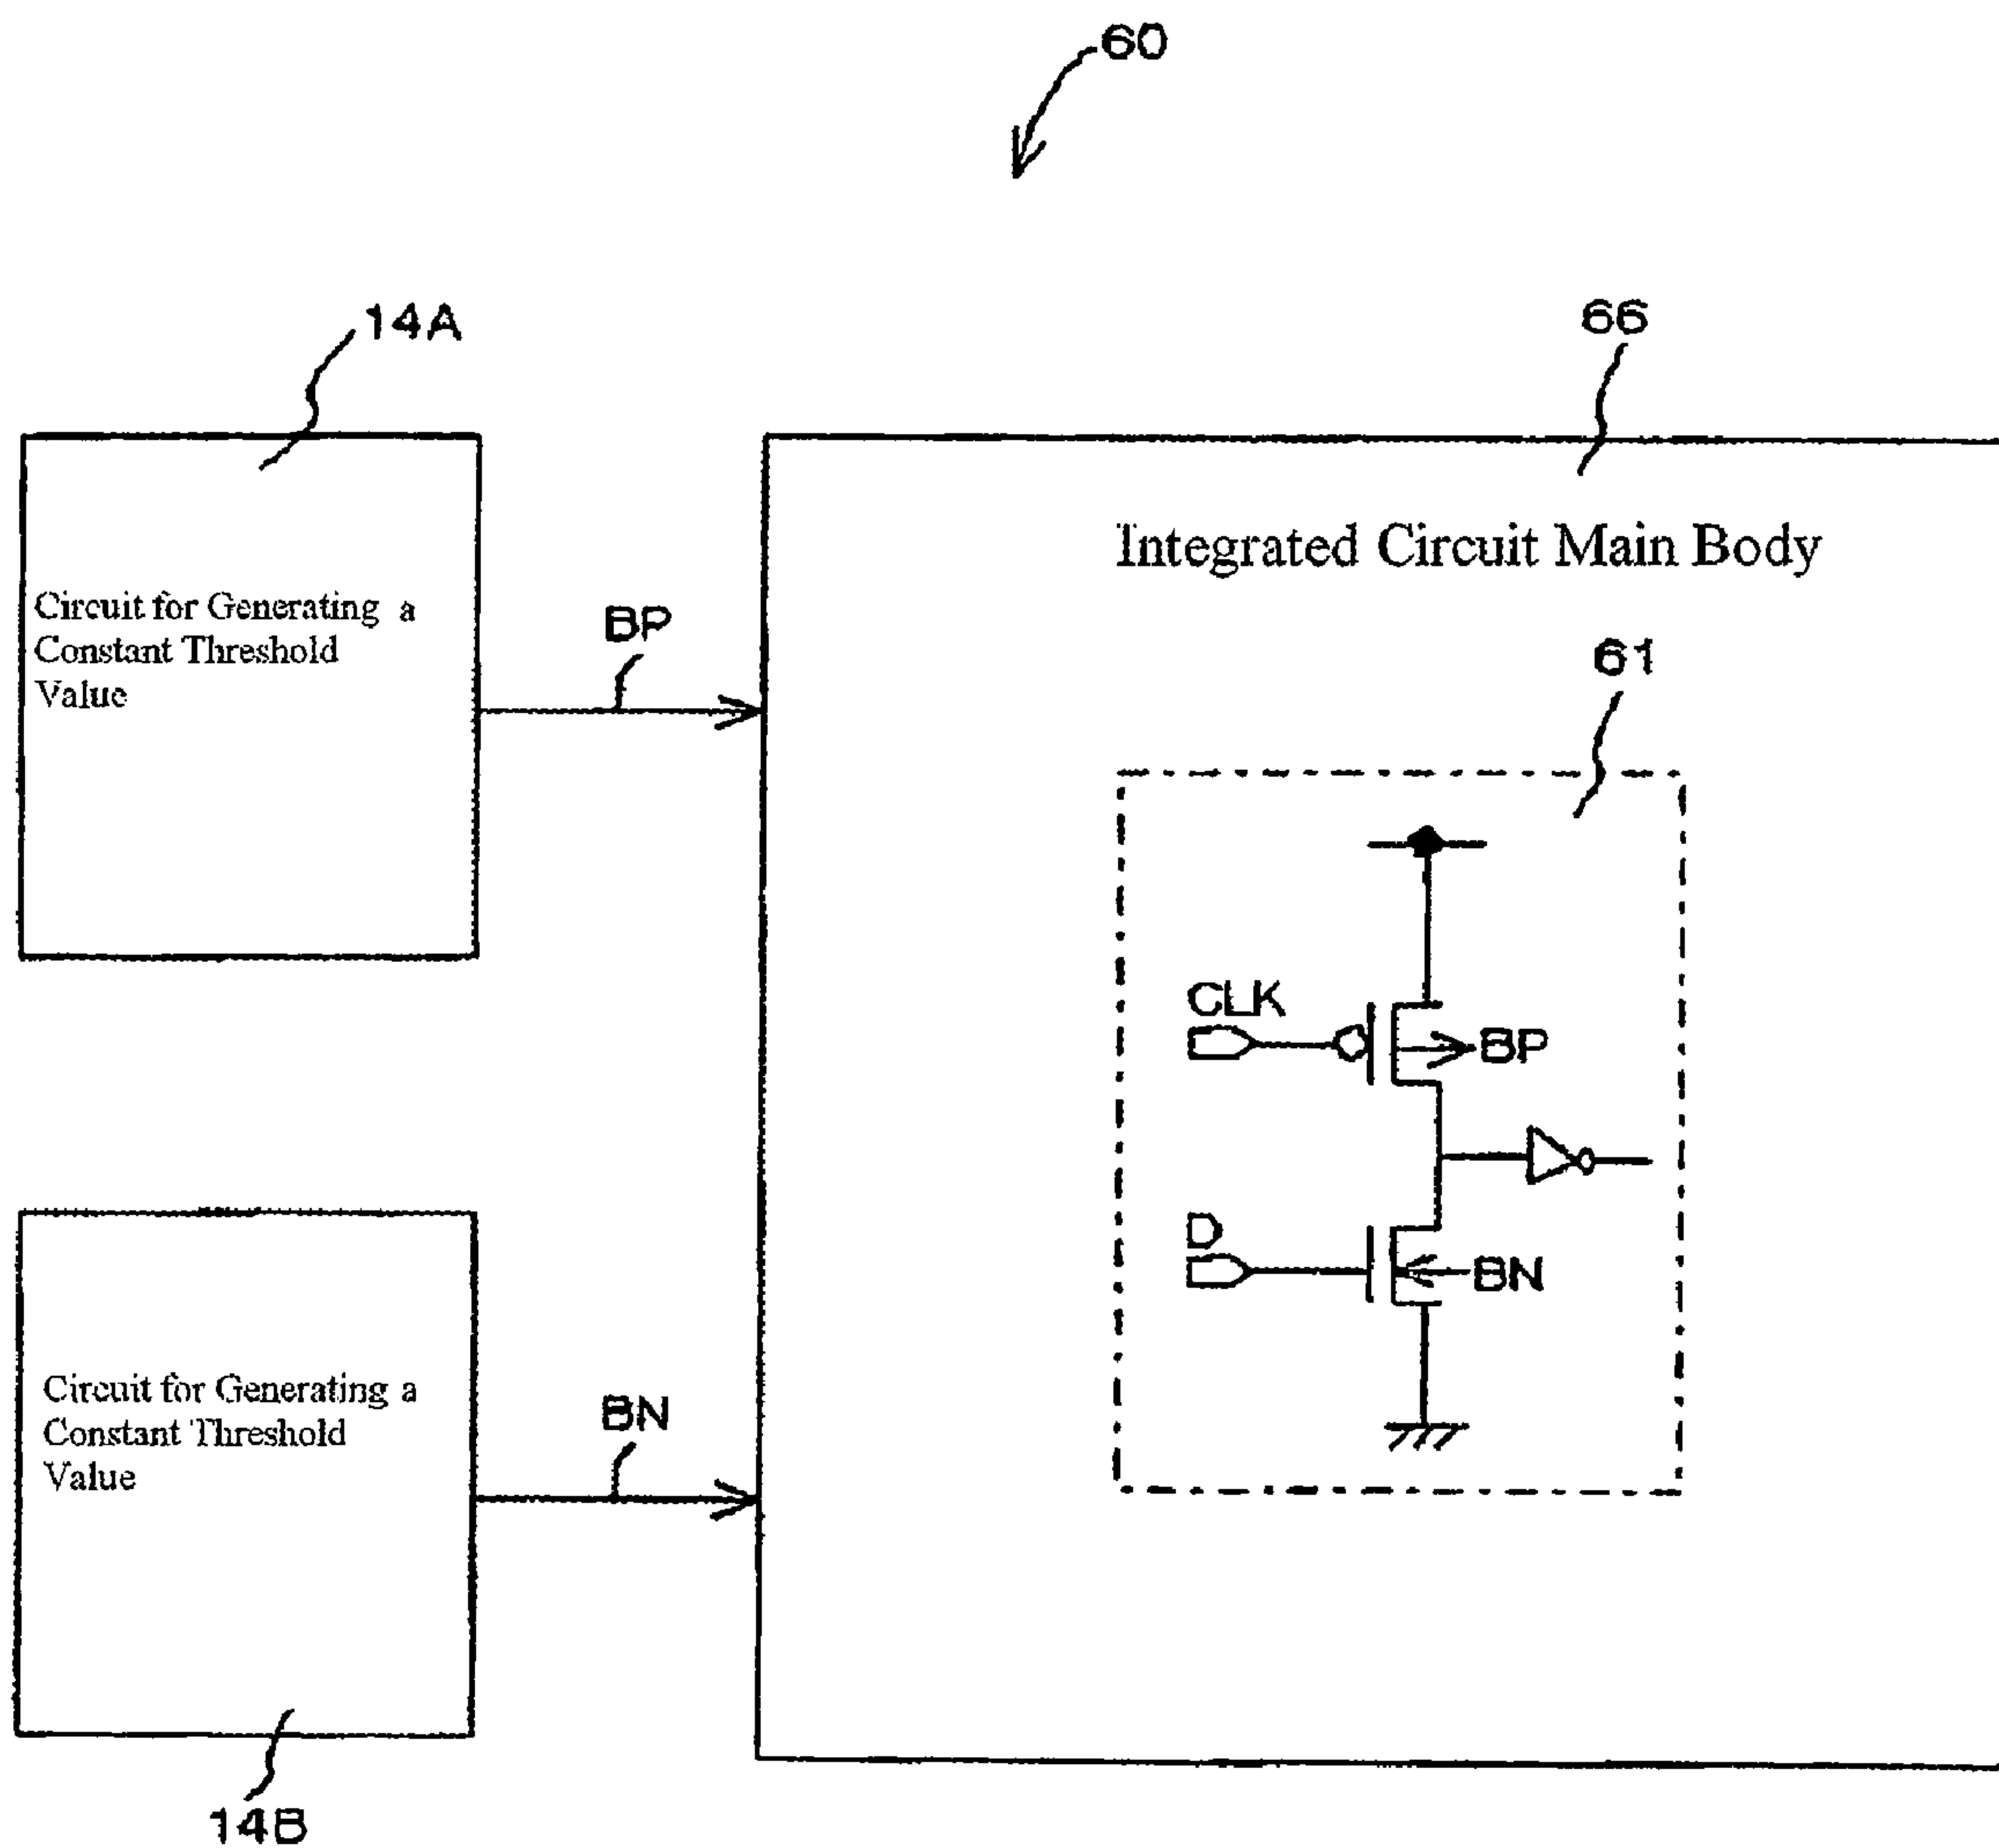 60
14A
66
Integrated Circuit Main Body
Circuit for Generating a
Constant Threshold
Value
BP
61
CLK
BP
D
BN
Circuit for Generating a
Constant Threshold
Value
BN
14B